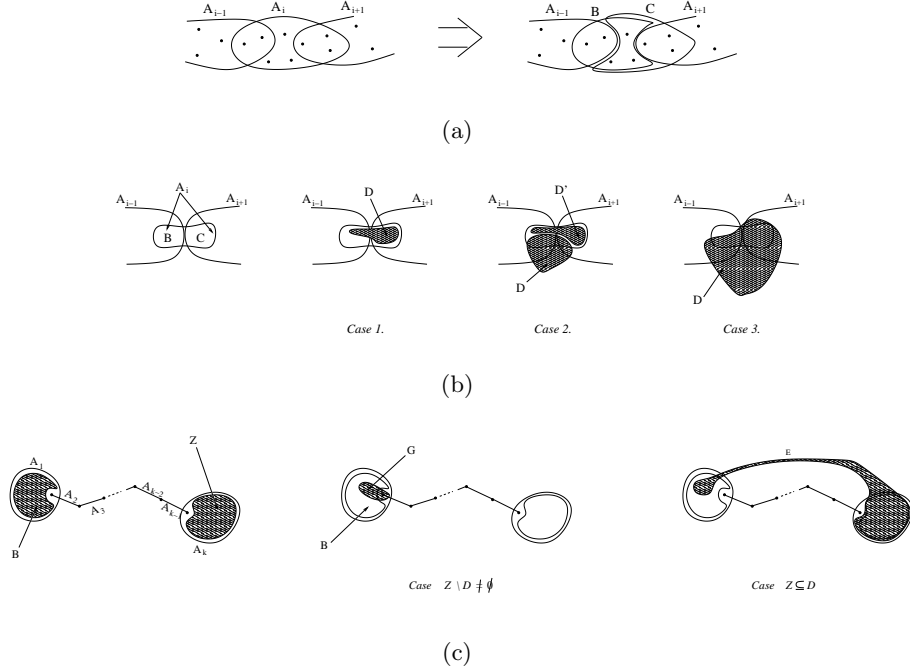 A_{i−1} A_i A_{i+1} A_{i−1} B C A_{i+1}
(a)
A_i D D' 
A_{i−1} A_{i+1} A_{i−1} A_{i+1} A_{i−1} A_{i+1} A_{i−1} A_{i+1}
B C
D D
Case 1. Case 2. Case 3.
(b)
Z G E
A_1 A_2 A_3 A_{k−2} A_{k−1} A_k
B B
Case Z \ D ≠ ∅ Case Z ⊆ D
(c)